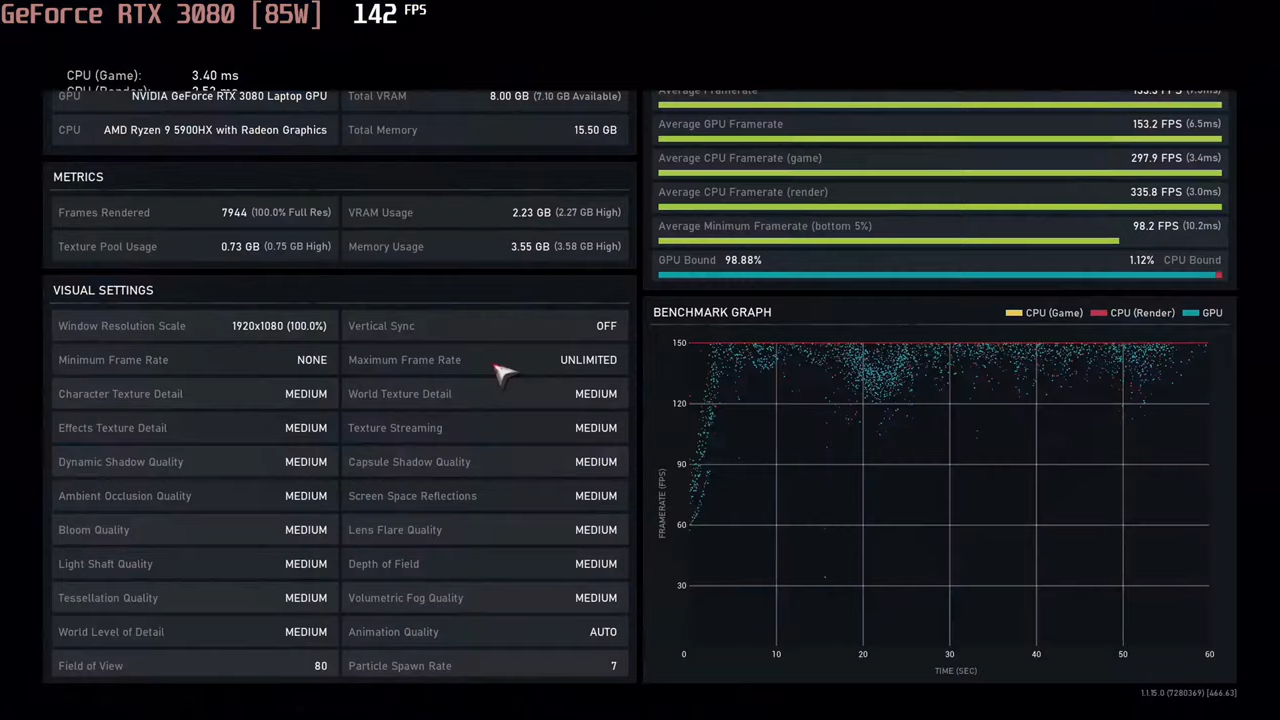 GeForce RTX 3080 [85W] 142 FPS
CPU (Game): 3.40 ms
GPU NVIDIA GeForce RTX 3080 Laptop GPU Total VRAM 8.00 GB (7.10 GB Available)
CPU AMD Ryzen 9 5900HX with Radeon Graphics Total Memory 15.50 GB
METRICS
Frames Rendered 7944 (100.0% Full Res) VRAM Usage 2.23 GB (2.27 GB High)
Texture Pool Usage 0.73 GB (0.75 GB High) Memory Usage 3.55 GB (3.58 GB High)
VISUAL SETTINGS
Window Resolution Scale 1920x1080 (100.0%) Vertical Sync OFF
Minimum Frame Rate NONE Maximum Frame Rate UNLIMITED
Character Texture Detail MEDIUM World Texture Detail MEDIUM
Effects Texture Detail MEDIUM Texture Streaming MEDIUM
Dynamic Shadow Quality MEDIUM Capsule Shadow Quality MEDIUM
Ambient Occlusion Quality MEDIUM Screen Space Reflections MEDIUM
Bloom Quality MEDIUM Lens Flare Quality MEDIUM
Light Shaft Quality MEDIUM Depth of Field MEDIUM
Tessellation Quality MEDIUM Volumetric Fog Quality MEDIUM
World Level of Detail MEDIUM Animation Quality AUTO
Field of View 80 Particle Spawn Rate 7
Average Framerate
Average GPU Framerate 153.2 FPS (6.5ms)
Average CPU Framerate (game) 297.9 FPS (3.4ms)
Average CPU Framerate (render) 335.8 FPS (3.0ms)
Average Minimum Framerate (bottom 5%) 98.2 FPS (10.2ms)
GPU Bound 98.88% 1.12% CPU Bound
BENCHMARK GRAPH CPU (Game) CPU (Render) GPU
150
120
90
60
30
FRAMERATE (FPS)
0 10 20 30 40 50 60
TIME (SEC)
1.1.15.0 (7280369) [466.63]